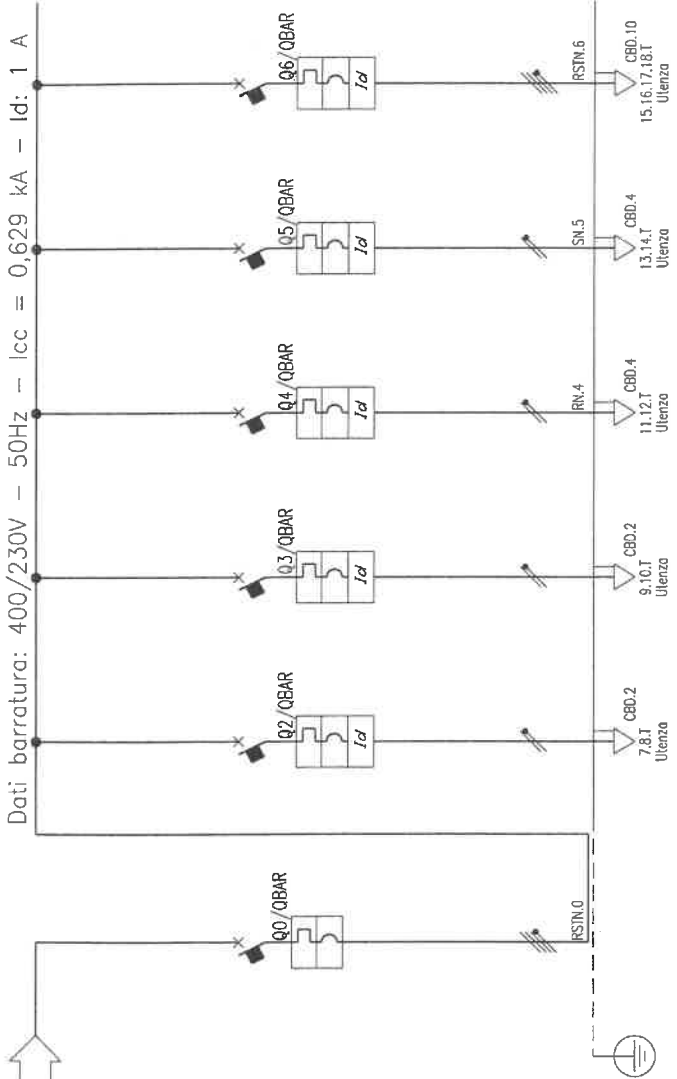 Dati barratura: 400/230V – 50Hz – Icc = 0,629 kA – Id: 1 A
Q0/QBAR
RSTN.0
Q2/QBAR
Id
CBD.2
7.8.T
Utenza
Q3/QBAR
Id
CBD.2
9.10.T
Utenza
Q4/QBAR
Id
RN.4
CBD.4
11.12.T
Utenza
Q5/QBAR
Id
SN.5
CBD.4
13.14.T
Utenza
Q6/QBAR
Id
RSTN.6
CBD.10
15.16.17.18.T
Utenza